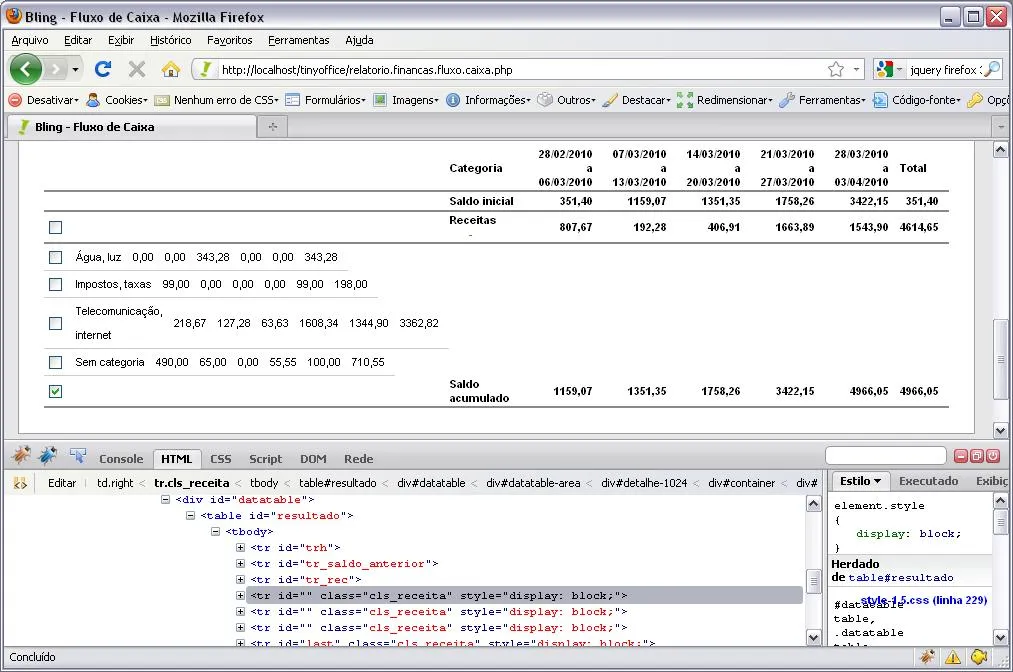 Bling - Fluxo de Caixa - Mozilla Firefox
Arquivo Editar Exibir Histórico Favoritos Ferramentas Ajuda
http://localhost/tinyoffice/relatorio.financas.fluxo.caixa.php jquery firefox :
Desativar Cookies Nenhum erro de CSS Formulários Imagens Informações Outros Destacar Redimensionar Ferramentas Código-fonte Opç
Bling - Fluxo de Caixa
Categoria 28/02/2010 a 06/03/2010 07/03/2010 a 13/03/2010 14/03/2010 a 20/03/2010 21/03/2010 a 27/03/2010 28/03/2010 a 03/04/2010 Total
Saldo inicial 351,40 1159,07 1351,35 1758,26 3422,15 351,40
Receitas - 807,67 192,28 406,91 1663,89 1543,90 4614,65
Água, luz 0,00 0,00 343,28 0,00 0,00 343,28
Impostos, taxas 99,00 0,00 0,00 0,00 99,00 198,00
Telecomunicação,
internet 218,67 127,28 63,63 1608,34 1344,90 3362,82
Sem categoria 490,00 65,00 0,00 55,55 100,00 710,55
Saldo
acumulado 1159,07 1351,35 1758,26 3422,15 4966,05 4966,05
Console HTML CSS Script DOM Rede
Editar td.right < tr.cls_receita < tbody < table#resultado < div#datatable < div#datatable-area < div#detalhe-1024 < div#container < div#
<div id="datatable">
<table id="resultado">
<tbody>
<tr id="trh">
<tr id="tr_saldo_anterior">
<tr id="tr_rec">
<tr id="" class="cls_receita" style="display: block;">
<tr id="" class="cls_receita" style="display: block;">
<tr id="" class="cls_receita" style="display: block;">
<tr id="last" class="cls_receita" style="display: block;">
Estilo Executado Exibiç
element.style
{
display: block;
}
Herdado
de table#resultado
style-1.5.css (linha 229)
#datatable
table,
.datatable
table
Concluído